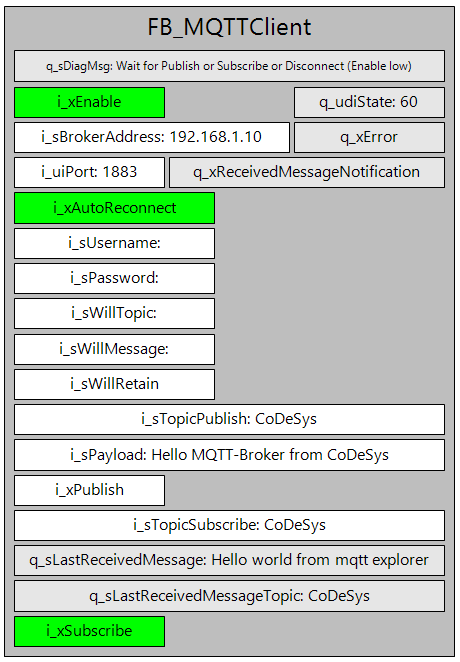 FB_MQTTClient
q_sDiagMsg: Wait for Publish or Subscribe or Disconnect (Enable low)
i_xEnable
q_udiState: 60
i_sBrokerAddress: 192.168.1.10
q_xError
i_uiPort: 1883
q_xReceivedMessageNotification
i_xAutoReconnect
i_sUsername:
i_sPassword:
i_sWillTopic:
i_sWillMessage:
i_sWillRetain
i_sTopicPublish: CoDeSys
i_sPayload: Hello MQTT-Broker from CoDeSys
i_xPublish
i_sTopicSubscribe: CoDeSys
q_sLastReceivedMessage: Hello world from mqtt explorer
q_sLastReceivedMessageTopic: CoDeSys
i_xSubscribe